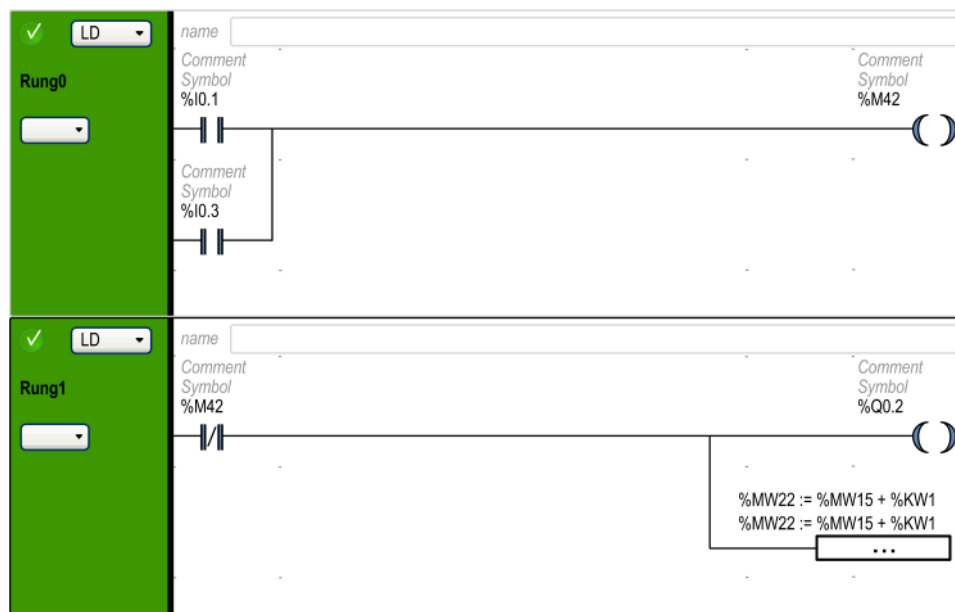 LD
name
Rung0
Comment
Symbol
%I0.1
Comment
Symbol
%M42
Comment
Symbol
%I0.3
LD
name
Rung1
Comment
Symbol
%M42
Comment
Symbol
%Q0.2
%MW22 := %MW15 + %KW1
%MW22 := %MW15 + %KW1
...